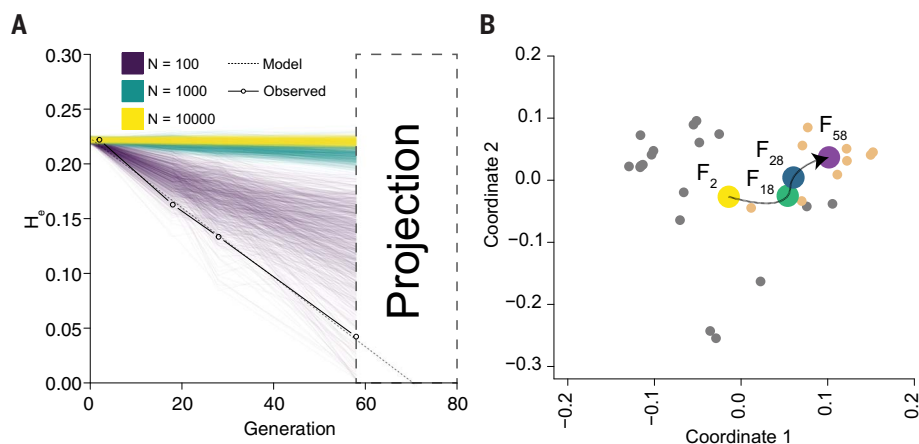 A
0.30
0.25
0.20
0.15
0.10
0.05
0.00
He
N = 100
N = 1000
N = 10000
Model
Observed
Projection
0 20 40 60 80
Generation
B
0.2
0.1
0.0
−0.1
−0.2
−0.3
Coordinate 2
F2
F18
F28
F58
−0.2 −0.1 0.0 0.1 0.2
Coordinate 1